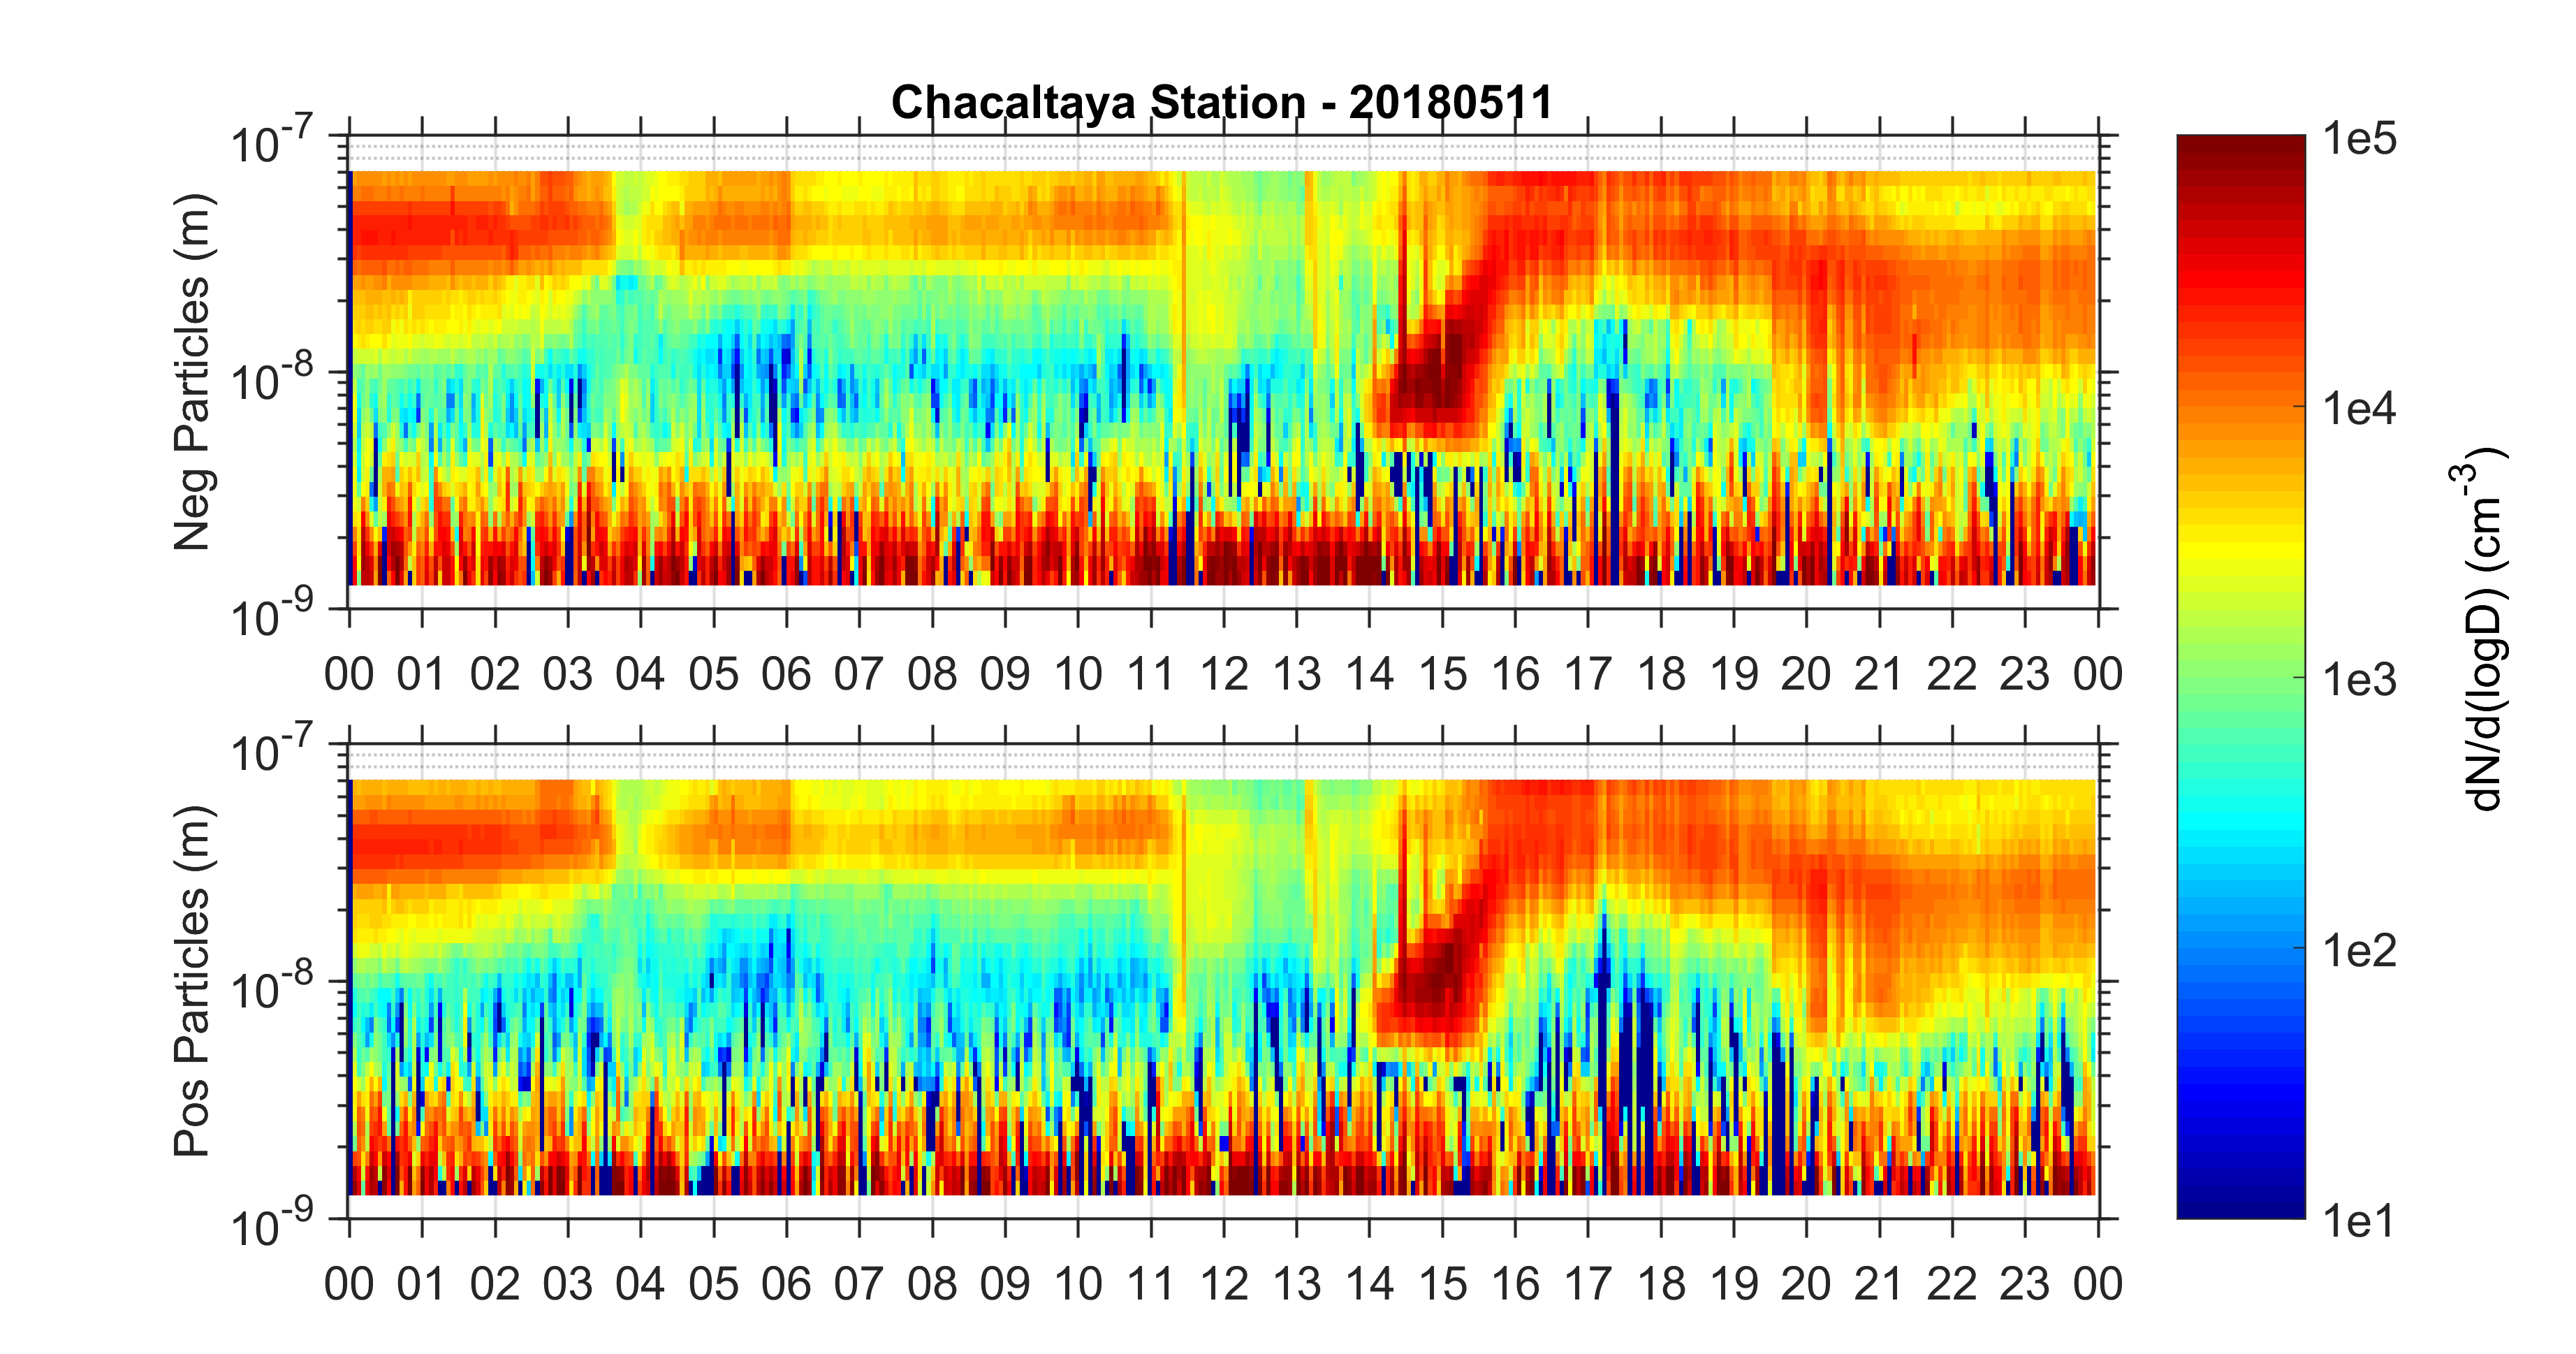 Chacaltaya Station - 20180511
Neg Particles (m)
10-7
10-8
10-9
00 01 02 03 04 05 06 07 08 09 10 11 12 13 14 15 16 17 18 19 20 21 22 23 00
Pos Particles (m)
10-7
10-8
10-9
00 01 02 03 04 05 06 07 08 09 10 11 12 13 14 15 16 17 18 19 20 21 22 23 00
1e5
1e4
1e3
1e2
1e1
dN/d(logD) (cm-3)